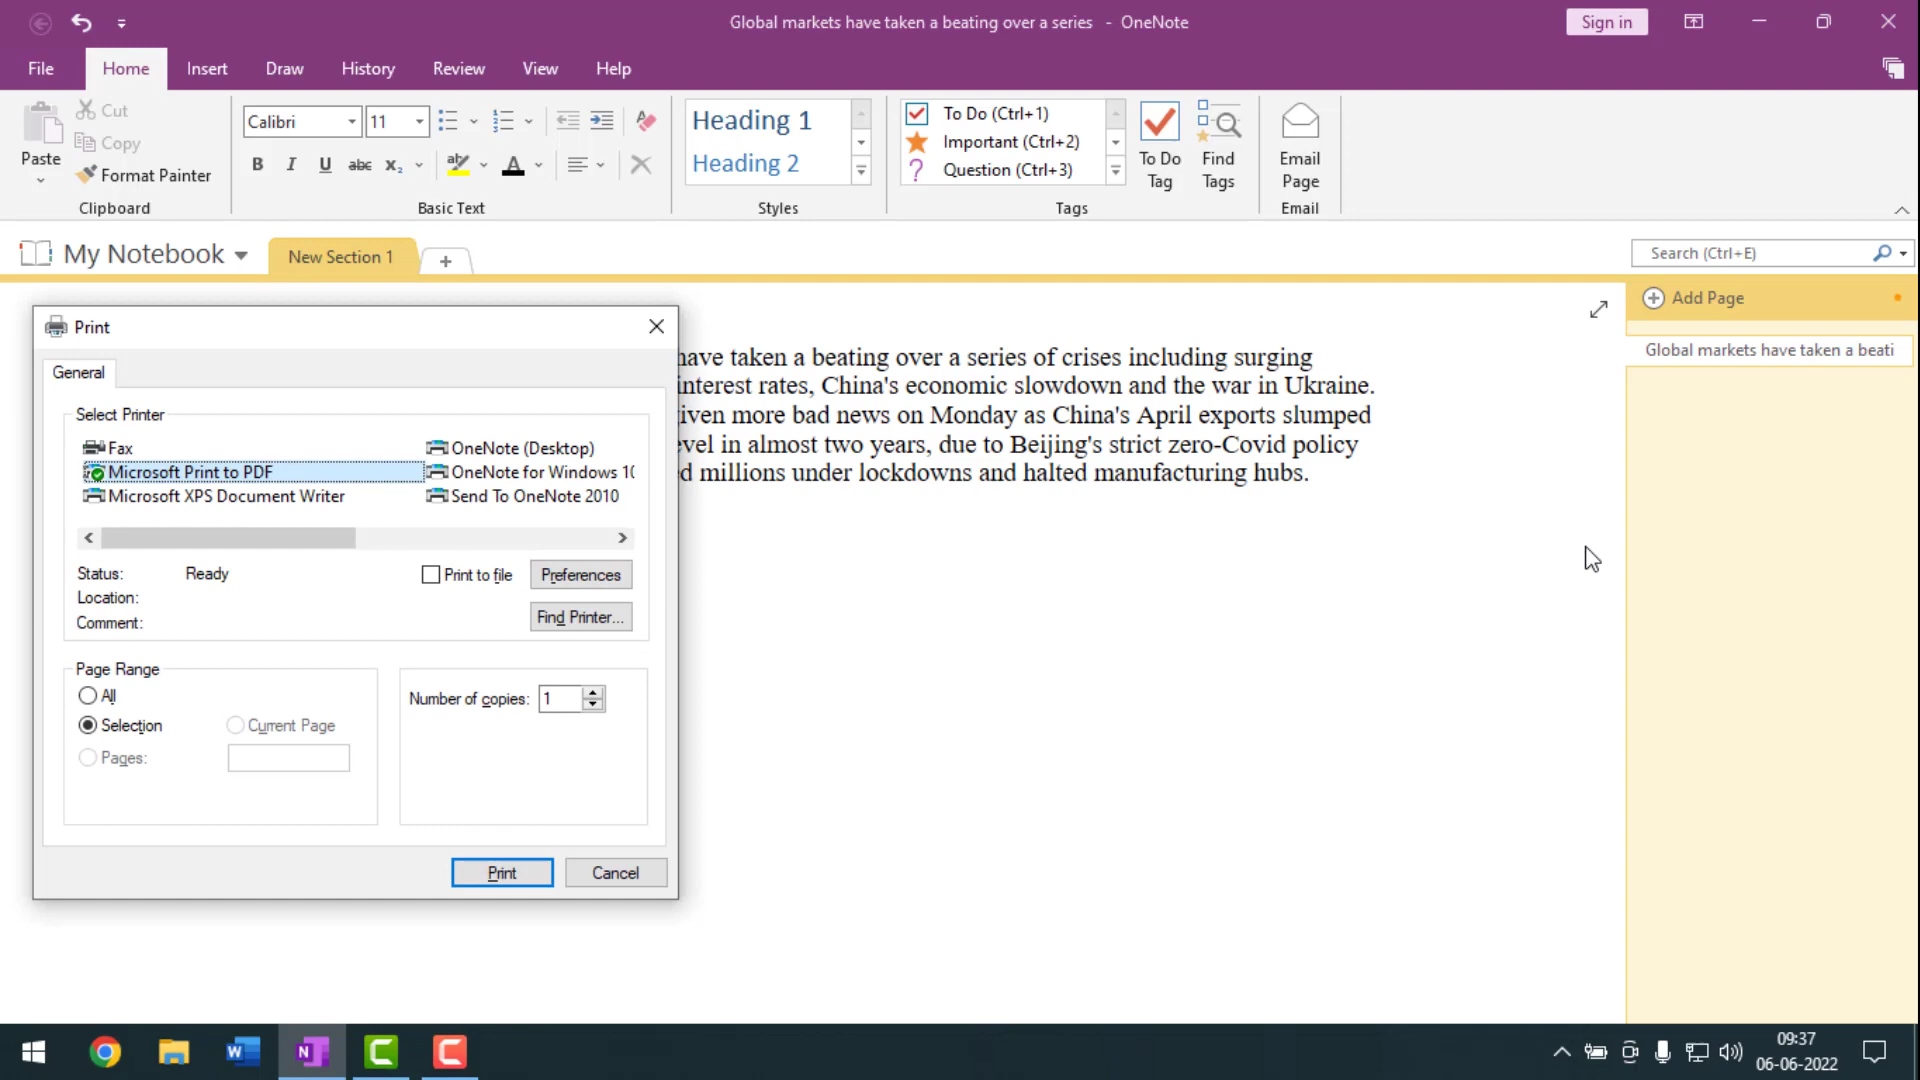 Global markets have taken a beating over a series - OneNote
Sign in
File Home Insert Draw History Review View Help
Paste
Cut
Copy
Format Painter
Clipboard
Calibri 11
B I U abc x₂ ab A
Basic Text
Heading 1
Heading 2
Styles
To Do (Ctrl+1)
Important (Ctrl+2)
Question (Ctrl+3)
Tags
To Do
Tag
Find
Tags
Email
Page
Email
My Notebook
New Section 1
+
Search (Ctrl+E)
Add Page
Global markets have taken a beati
have taken a beating over a series of crises including surging
interest rates, China's economic slowdown and the war in Ukraine.
given more bad news on Monday as China's April exports slumped
evel in almost two years, due to Beijing's strict zero-Covid policy
ed millions under lockdowns and halted manufacturing hubs.
Print
General
Select Printer
Fax
Microsoft Print to PDF
Microsoft XPS Document Writer
OneNote (Desktop)
OneNote for Windows 10
Send To OneNote 2010
Status: Ready
Location:
Comment:
Print to file
Preferences
Find Printer...
Page Range
All
Selection
Current Page
Pages:
Number of copies: 1
Print
Cancel
09:37
06-06-2022